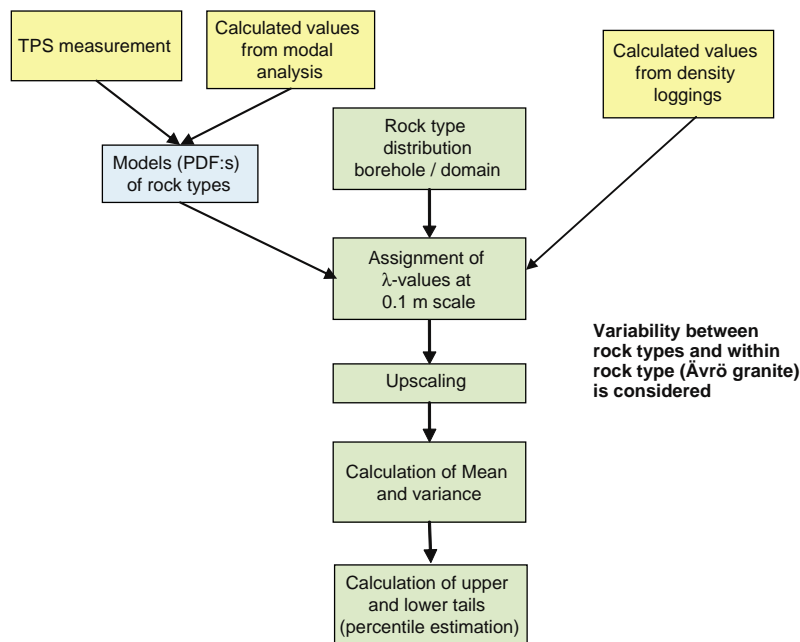 TPS measurement
Calculated values
from modal
analysis
Calculated values
from density
loggings
Rock type
distribution
borehole / domain
Models (PDF:s)
of rock types
Assignment of
λ-values at
0.1 m scale
Variability between
rock types and within
rock type (Ävrö granite)
is considered
Upscaling
Calculation of Mean
and variance
Calculation of upper
and lower tails
(percentile estimation)